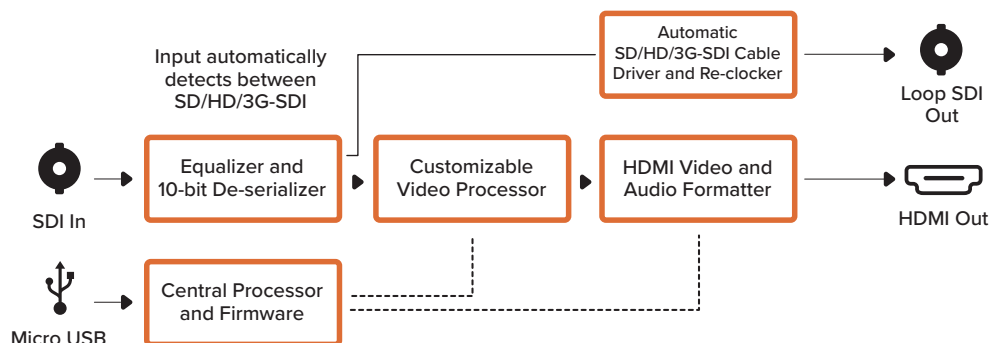 Input automatically
detects between
SD/HD/3G-SDI
Automatic
SD/HD/3G-SDI Cable
Driver and Re-clocker
Loop SDI
Out
SDI In
Equalizer and
10-bit De-serializer
Customizable
Video Processor
HDMI Video and
Audio Formatter
HDMI Out
Micro USB
Central Processor
and Firmware